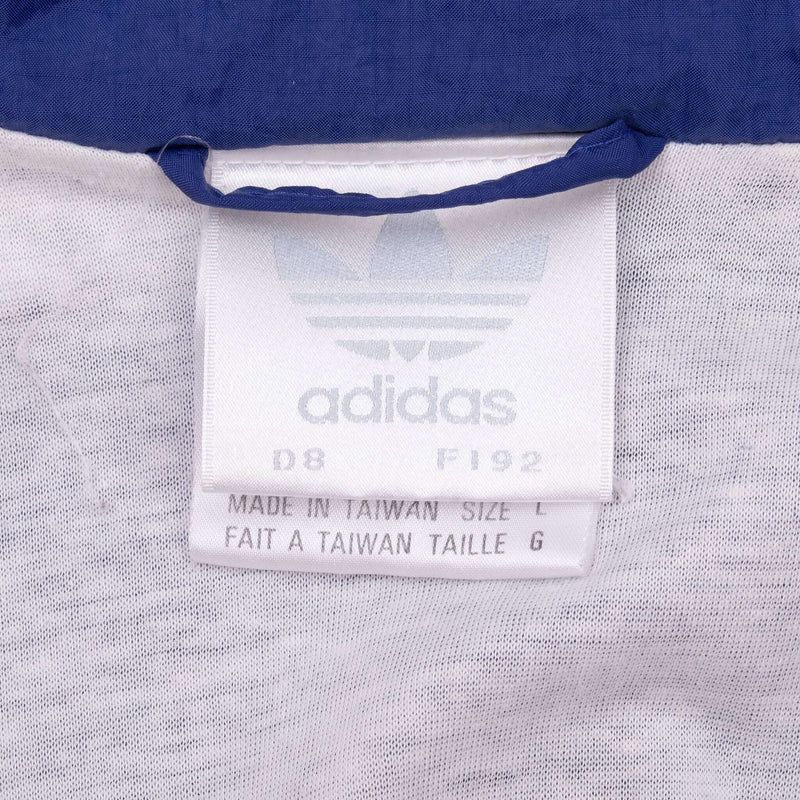 adidas
D8 F192
MADE IN TAIWAN SIZE L
FAIT A TAIWAN TAILLE G